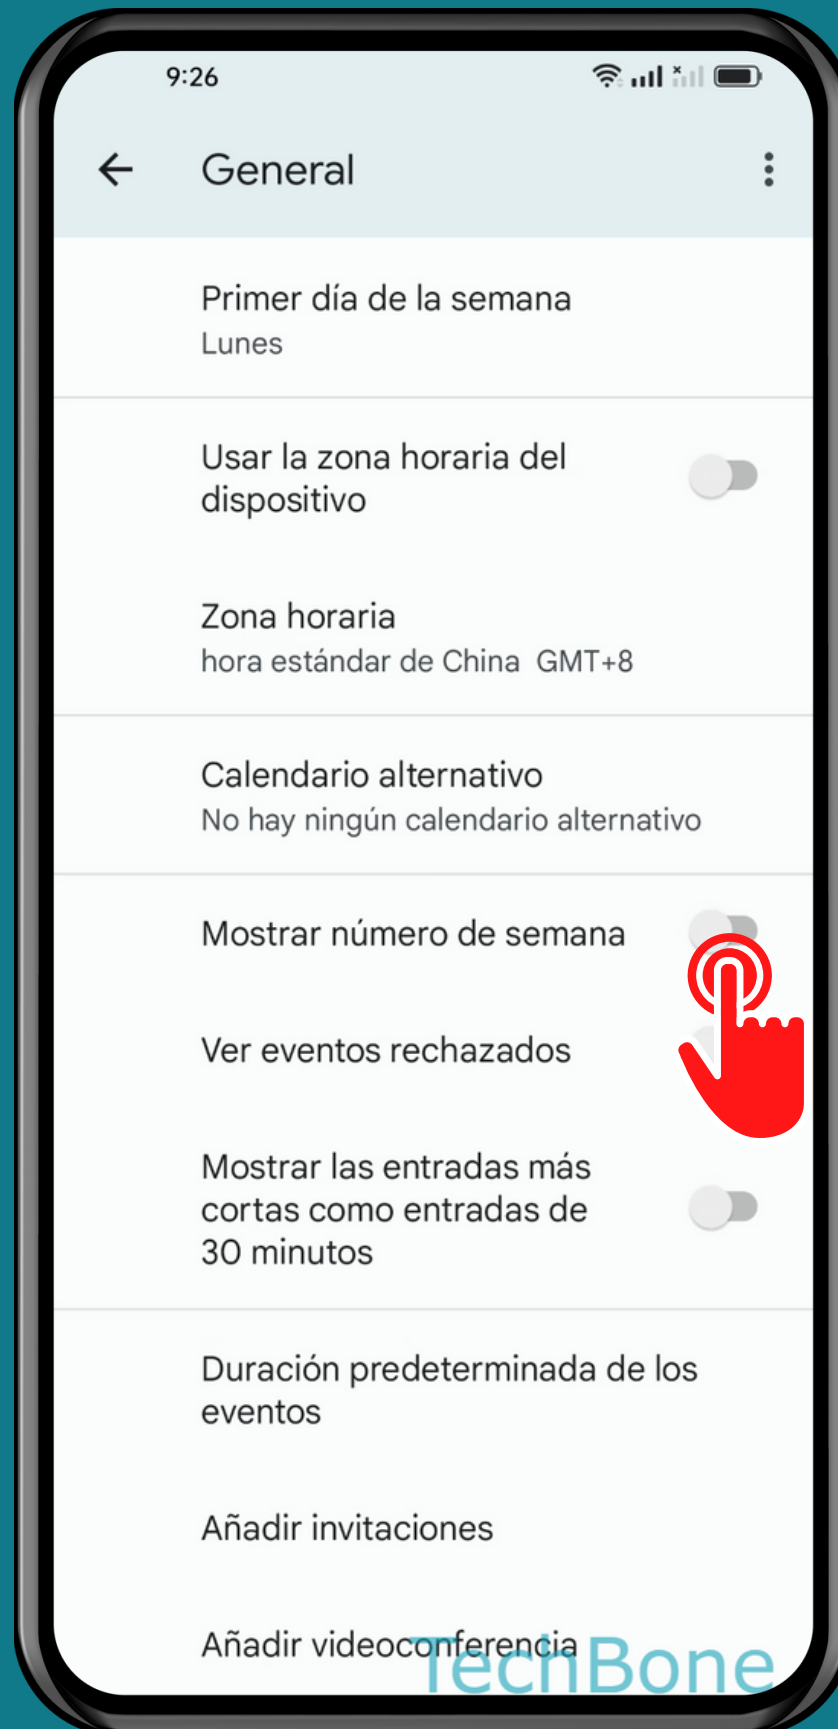 9:26
General
Primer día de la semana
Lunes
Usar la zona horaria del
dispositivo
Zona horaria
hora estándar de China GMT+8
Calendario alternativo
No hay ningún calendario alternativo
Mostrar número de semana
Ver eventos rechazados
Mostrar las entradas más
cortas como entradas de
30 minutos
Duración predeterminada de los
eventos
Añadir invitaciones
Añadir videoconferencia
TechBone